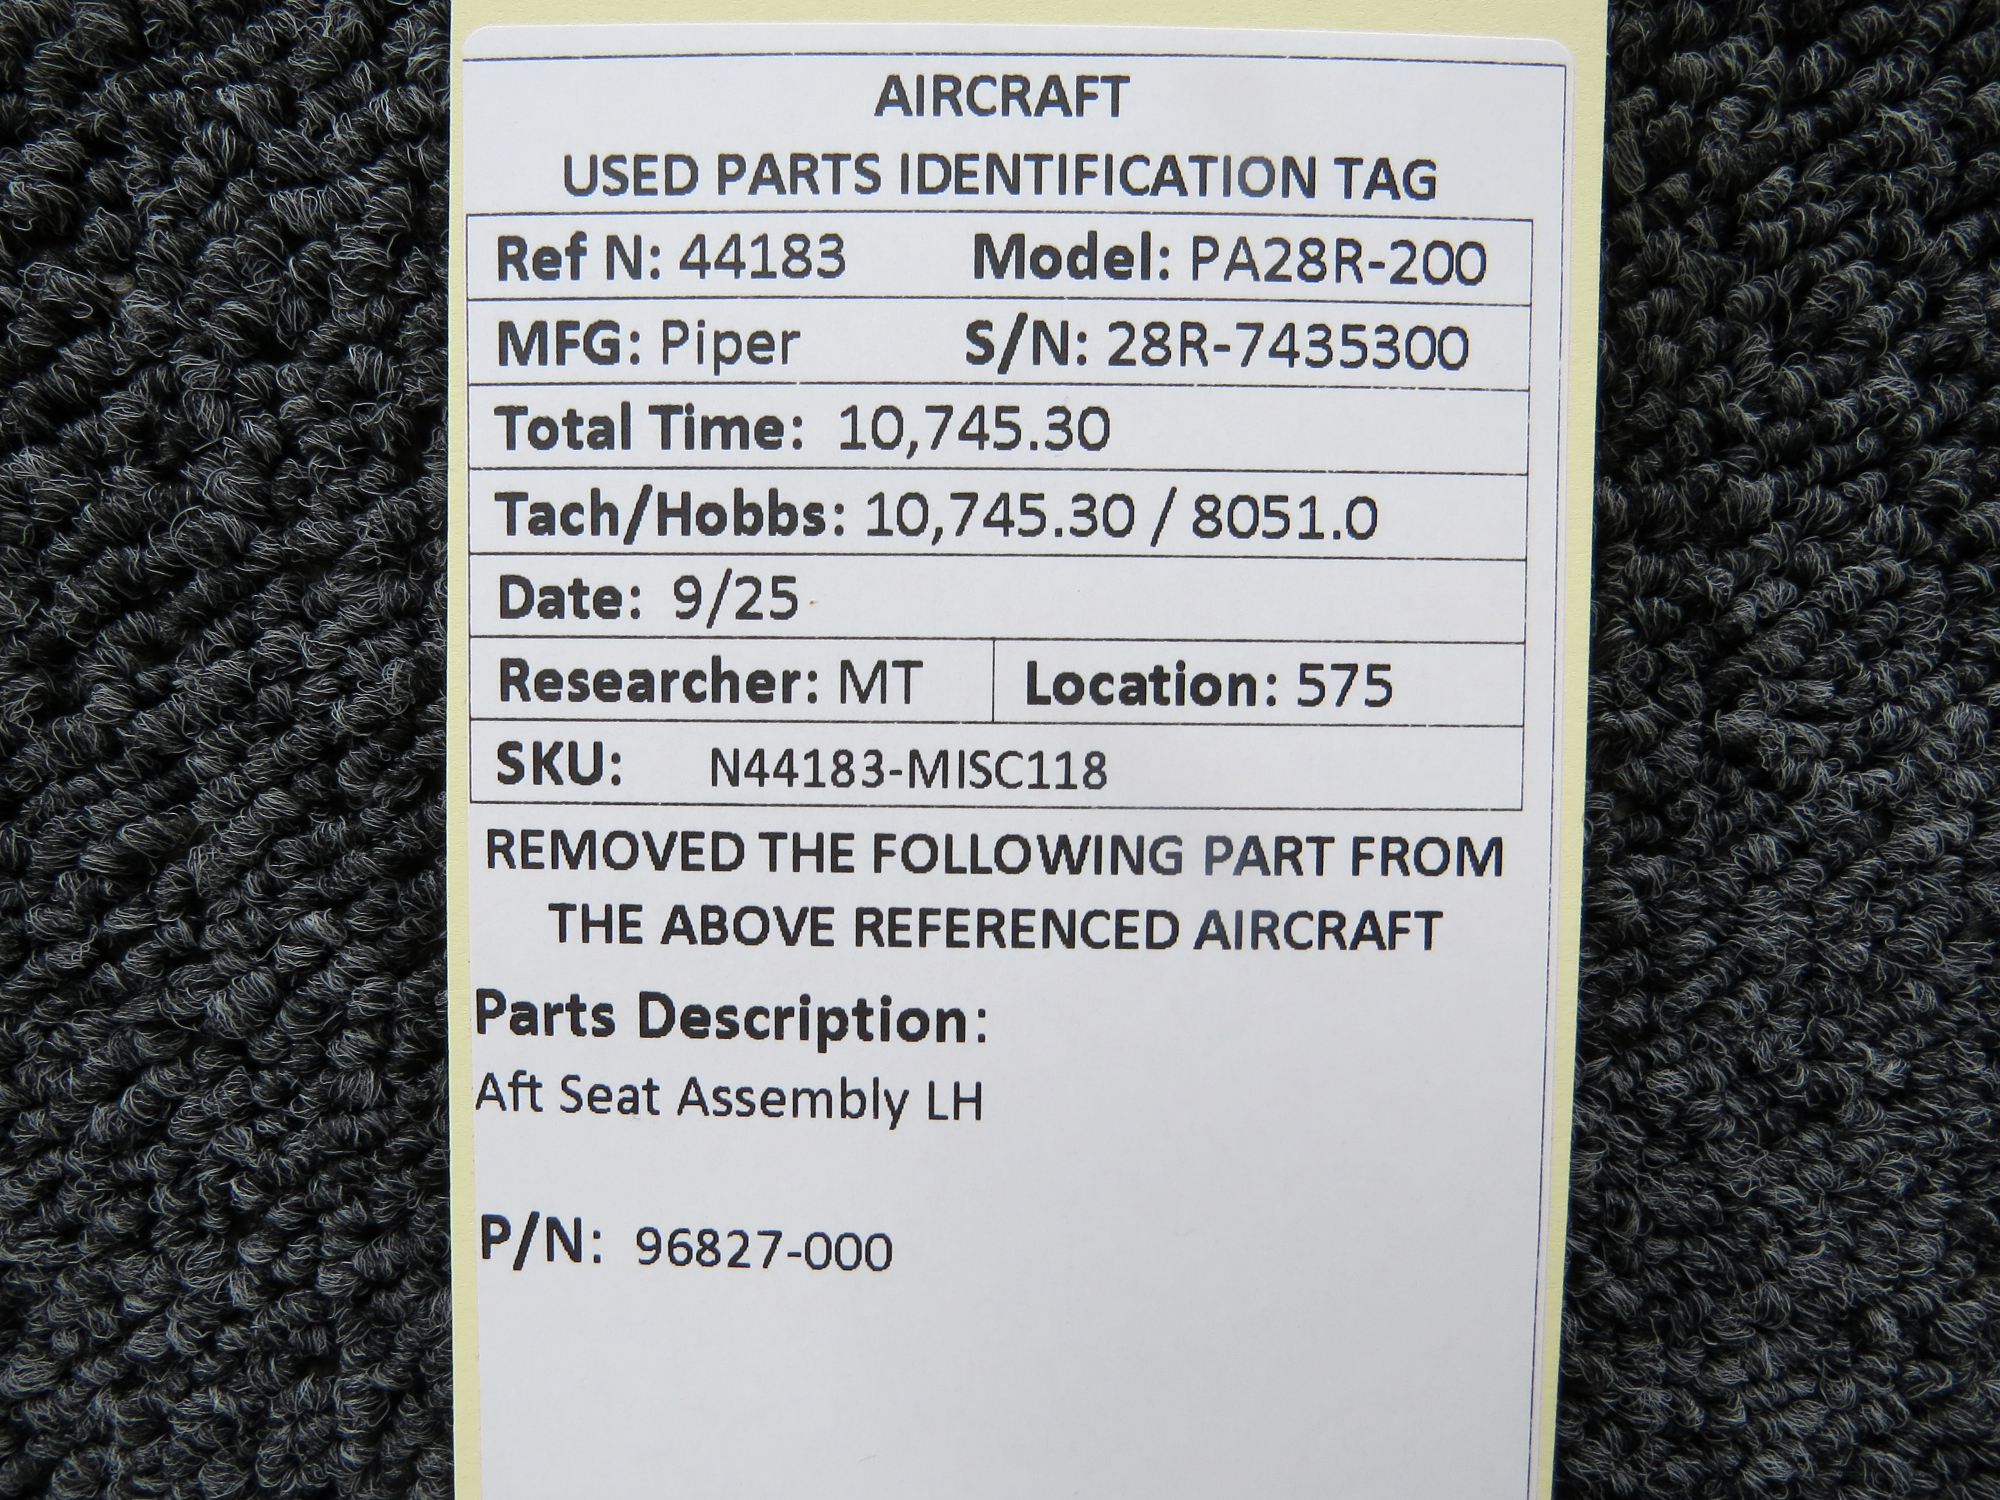 AIRCRAFT
USED PARTS IDENTIFICATION TAG
Ref N: 44183 Model: PA28R-200
MFG: Piper S/N: 28R-7435300
Total Time: 10,745.30
Tach/Hobbs: 10,745.30 / 8051.0
Date: 9/25
Researcher: MT Location: 575
SKU: N44183-MISC118
REMOVED THE FOLLOWING PART FROM
THE ABOVE REFERENCED AIRCRAFT
Parts Description:
Aft Seat Assembly LH
P/N: 96827-000